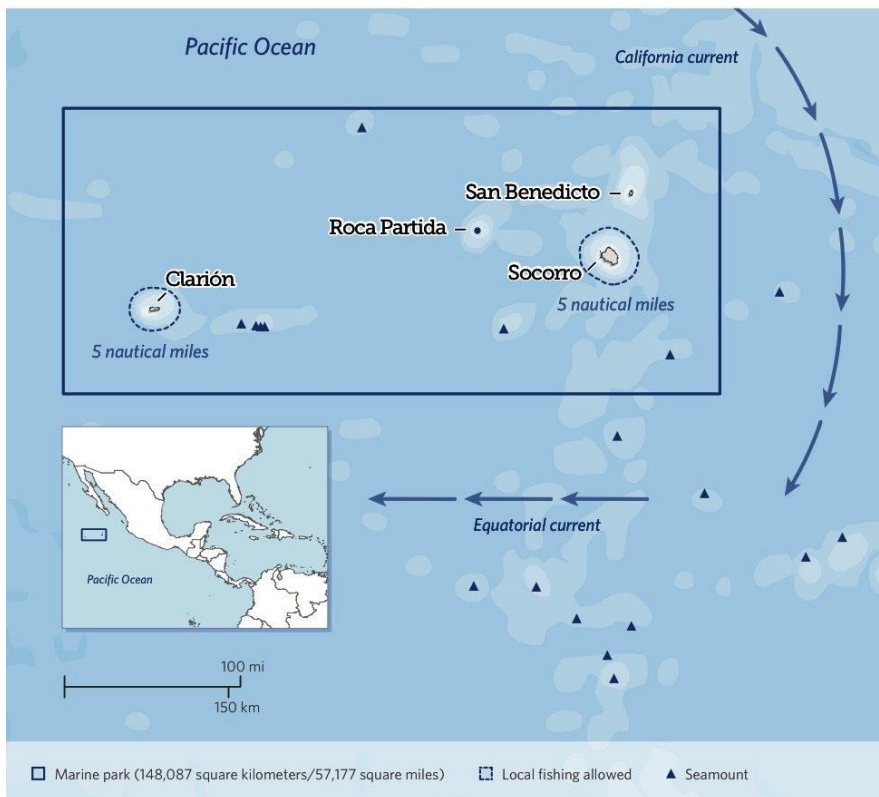 Pacific Ocean
California current
San Benedicto
Roca Partida
Socorro
Clarión
5 nautical miles
5 nautical miles
Equatorial current
Pacific Ocean
100 mi
150 km
Marine park (148,087 square kilometers/57,177 square miles)
Local fishing allowed
Seamount